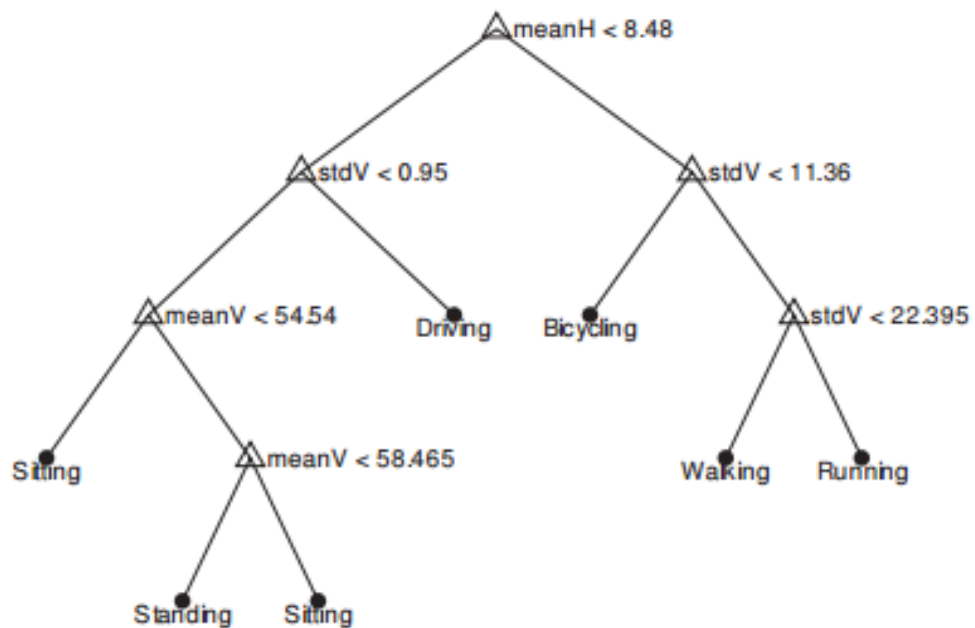 meanH < 8.48
stdV < 0.95
stdV < 11.36
meanV < 54.54
Driving
Bicycling
stdV < 22.395
Sitting
meanV < 58.465
Walking
Running
Standing
Sitting